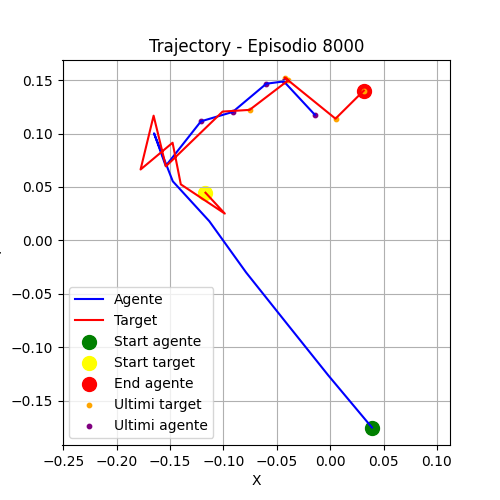 Trajectory - Episodio 8000
0.15
0.10
0.05
0.00
−0.05
−0.10
−0.15
Agente
Target
Start agente
Start target
End agente
Ultimi target
Ultimi agente
−0.25 −0.20 −0.15 −0.10 −0.05 0.00 0.05 0.10
X